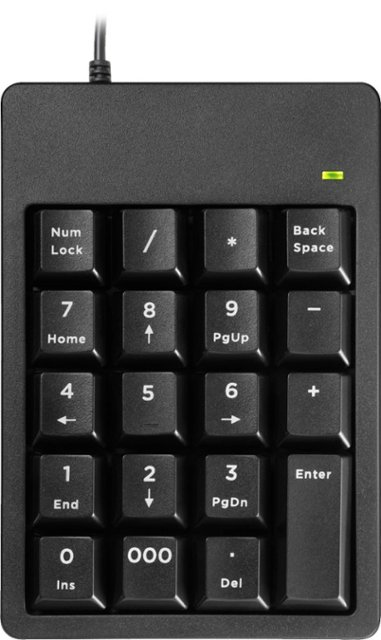 Num / * Back
Lock Space
7 8 9 −
Home ↑ PgUp
4 5 6 +
← →
1 2 3 Enter
End ↓ PgDn
0 000 .
Ins Del